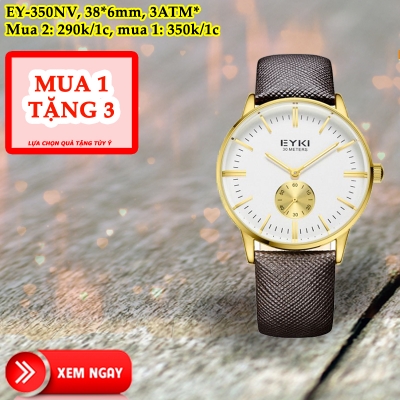 EY-350NV, 38*6mm, 3ATM*
Mua 2: 290k/1c, mua 1: 350k/1c
MUA 1
TẶNG 3
LỰA CHỌN QUÀ TẶNG TÙY Ý
EYKI
30 METERS
60
XEM NGAY